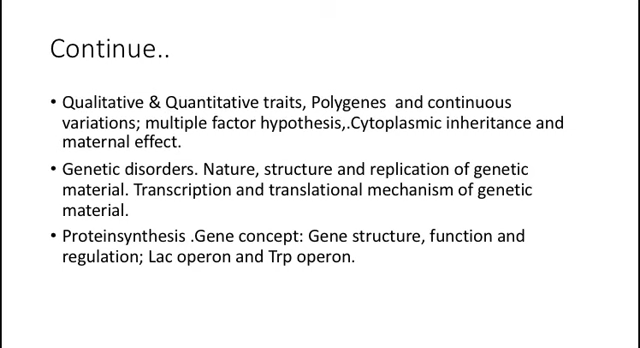 Continue..
• Qualitative & Quantitative traits, Polygenes and continuous
variations; multiple factor hypothesis,.Cytoplasmic inheritance and
maternal effect.
• Genetic disorders. Nature, structure and replication of genetic
material. Transcription and translational mechanism of genetic
material.
• Proteinsynthesis .Gene concept: Gene structure, function and
regulation; Lac operon and Trp operon.